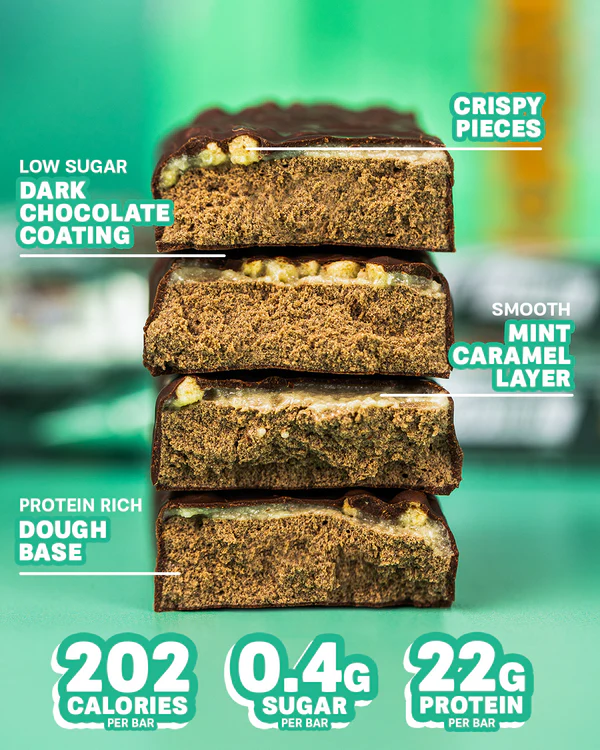 CRISPY
PIECES
LOW SUGAR
DARK
CHOCOLATE
COATING
SMOOTH
MINT
CARAMEL
LAYER
PROTEIN RICH
DOUGH
BASE
202
CALORIES
PER BAR
0.4G
SUGAR
PER BAR
22G
PROTEIN
PER BAR